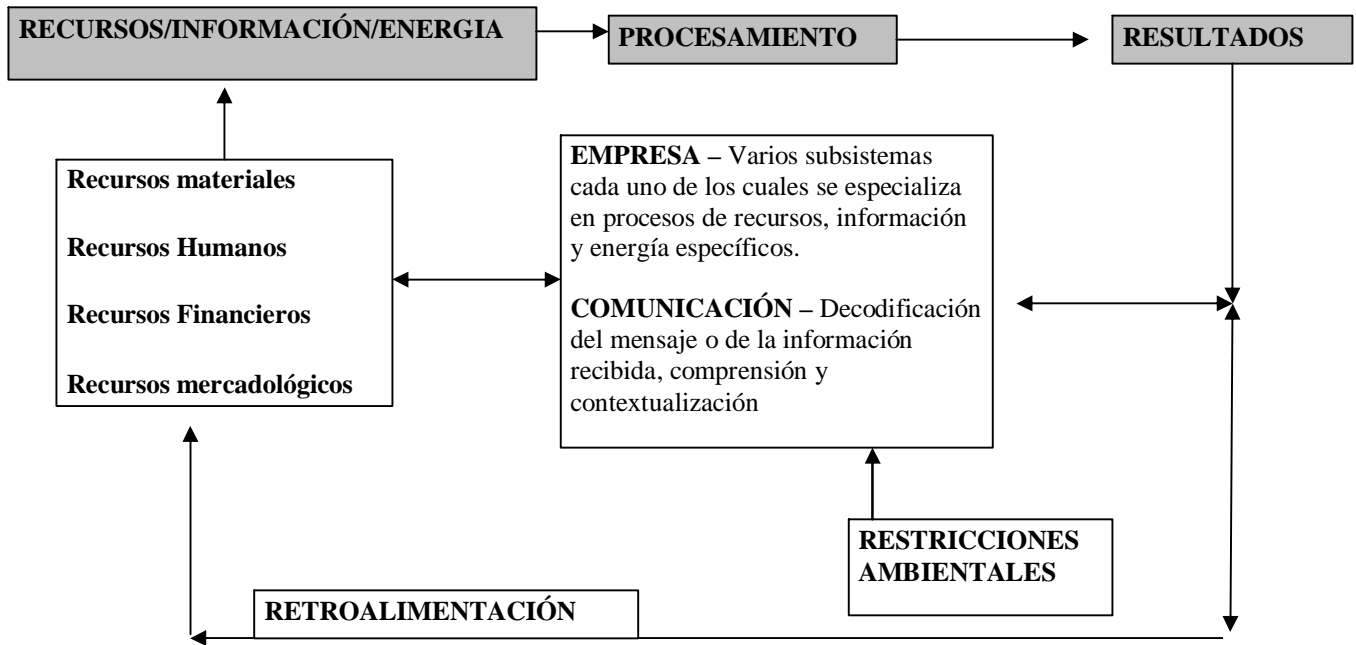 RECURSOS/INFORMACIÓN/ENERGIA
PROCESAMIENTO
RESULTADOS
Recursos materiales
Recursos Humanos
Recursos Financieros
Recursos mercadológicos
EMPRESA – Varios subsistemas
cada uno de los cuales se especializa
en procesos de recursos, información
y energía específicos.
COMUNICACIÓN – Decodificación
del mensaje o de la información
recibida, comprensión y
contextualización
RESTRICCIONES
AMBIENTALES
RETROALIMENTACIÓN